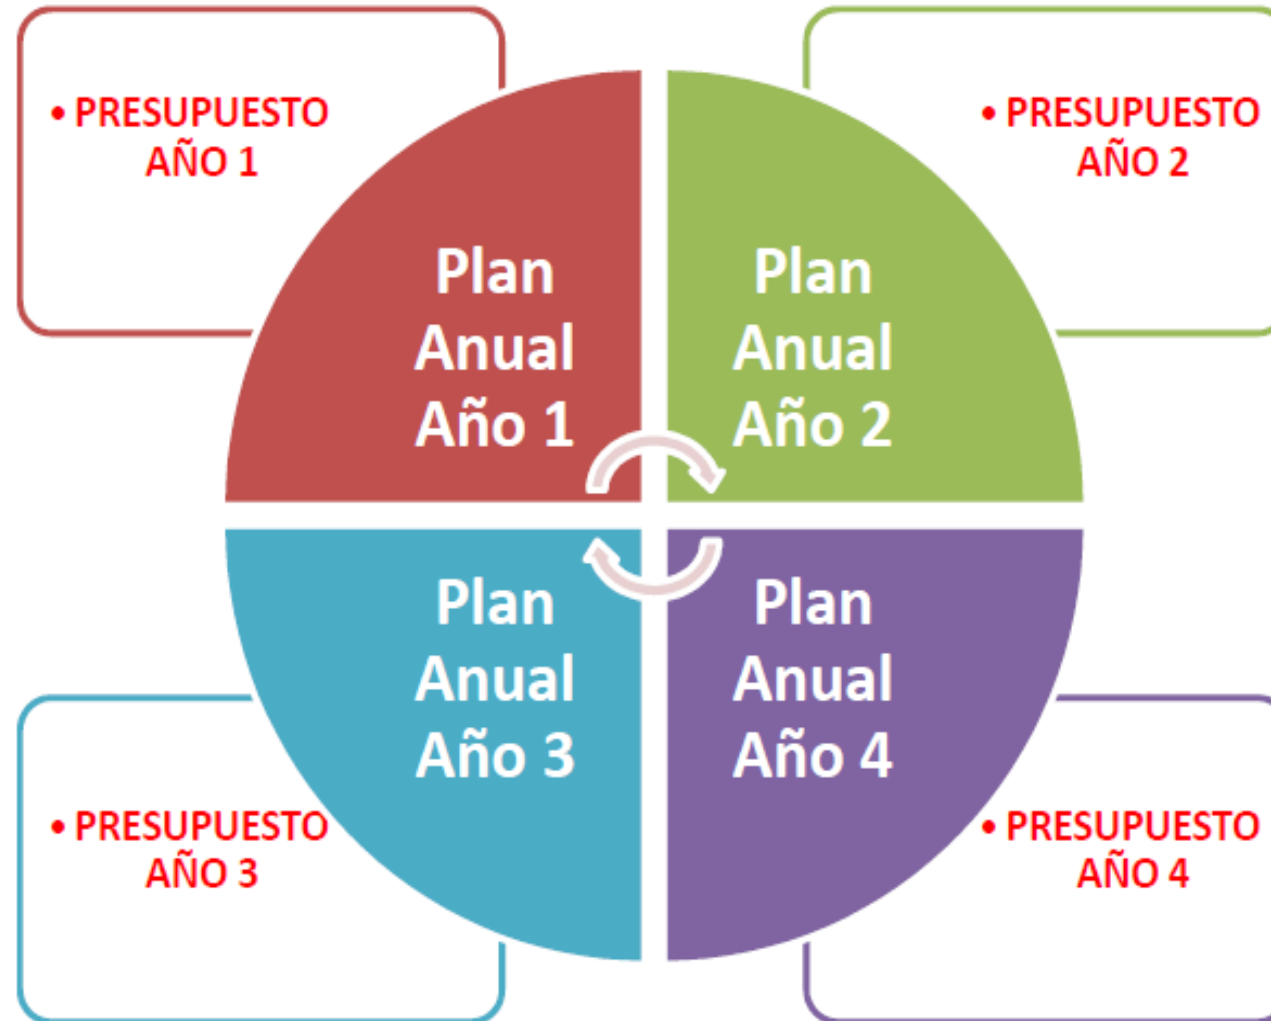 • PRESUPUESTO
AÑO 1
• PRESUPUESTO
AÑO 2
Plan
Anual
Año 1
Plan
Anual
Año 2
Plan
Anual
Año 3
Plan
Anual
Año 4
• PRESUPUESTO
AÑO 3
• PRESUPUESTO
AÑO 4